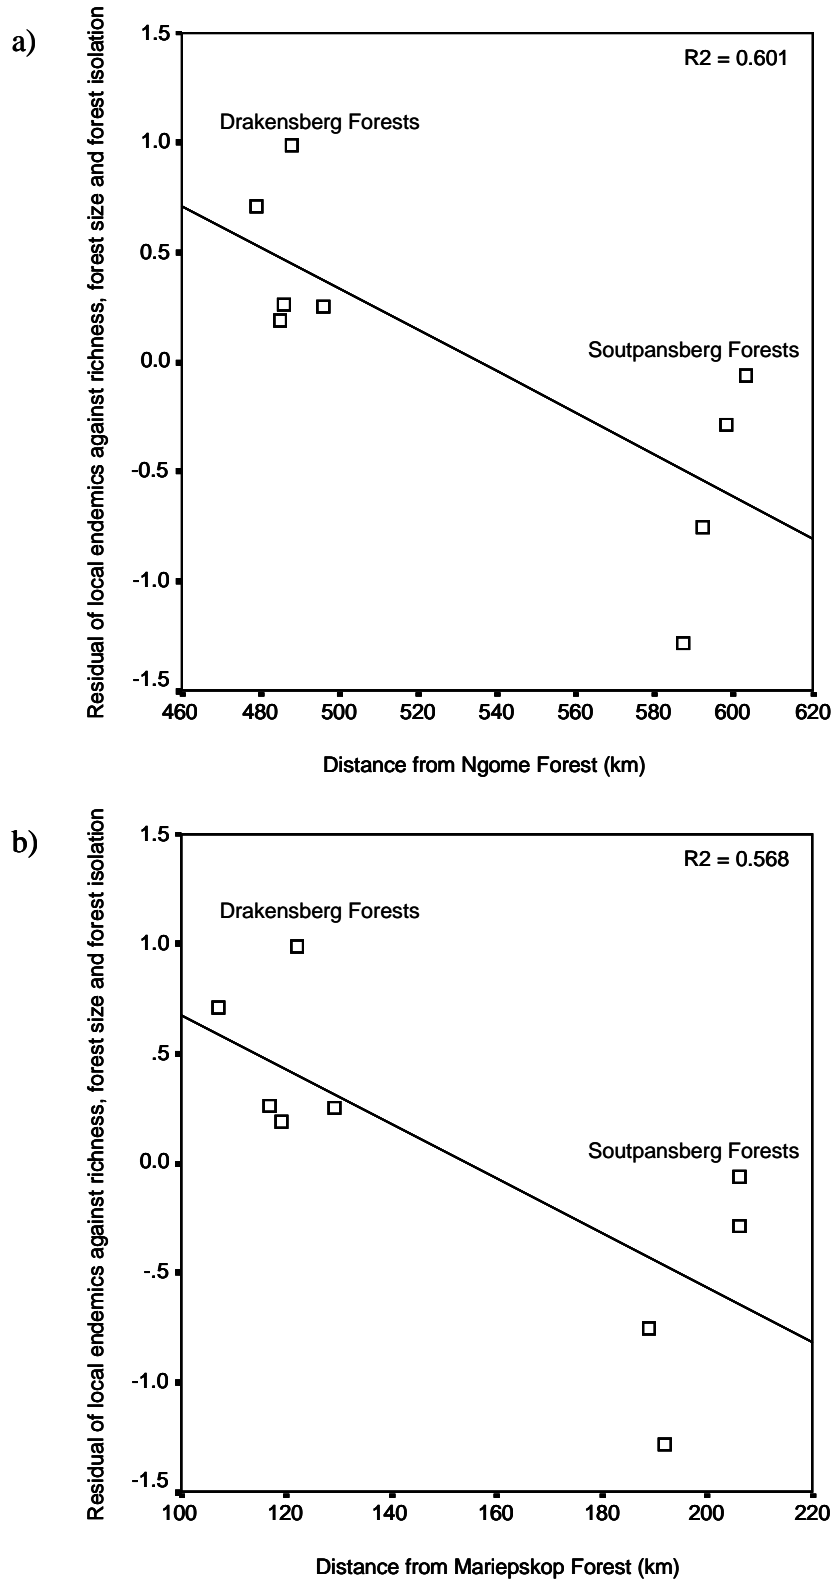 a)
Residual of local endemics against richness, forest size and forest isolation
1.5
1.0
0.5
0.0
-0.5
-1.0
-1.5
R2 = 0.601
Drakensberg Forests
Soutpansberg Forests
460 480 500 520 540 560 580 600 620
Distance from Ngome Forest (km)
b)
Residual of local endemics against richness, forest size and forest isolation
1.5
1.0
.5
0.0
-.5
-1.0
-1.5
R2 = 0.568
Drakensberg Forests
Soutpansberg Forests
100 120 140 160 180 200 220
Distance from Mariepskop Forest (km)